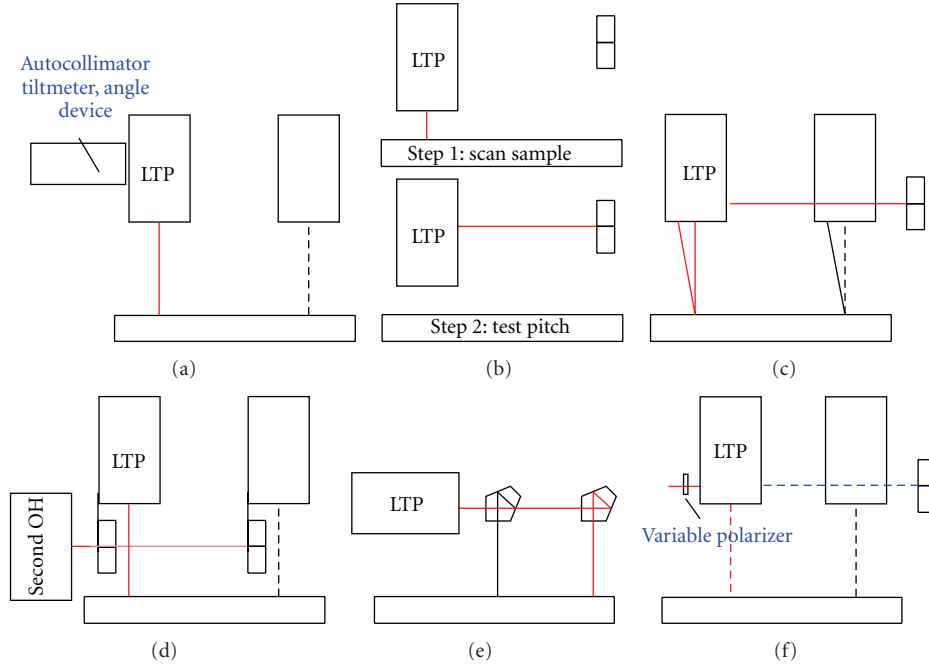 Autocollimator
tiltmeter, angle
device
LTP
(a)
LTP
Step 1: scan sample
LTP
Step 2: test pitch
(b)
LTP
(c)
Second OH
LTP
(d)
LTP
(e)
LTP
Variable polarizer
(f)